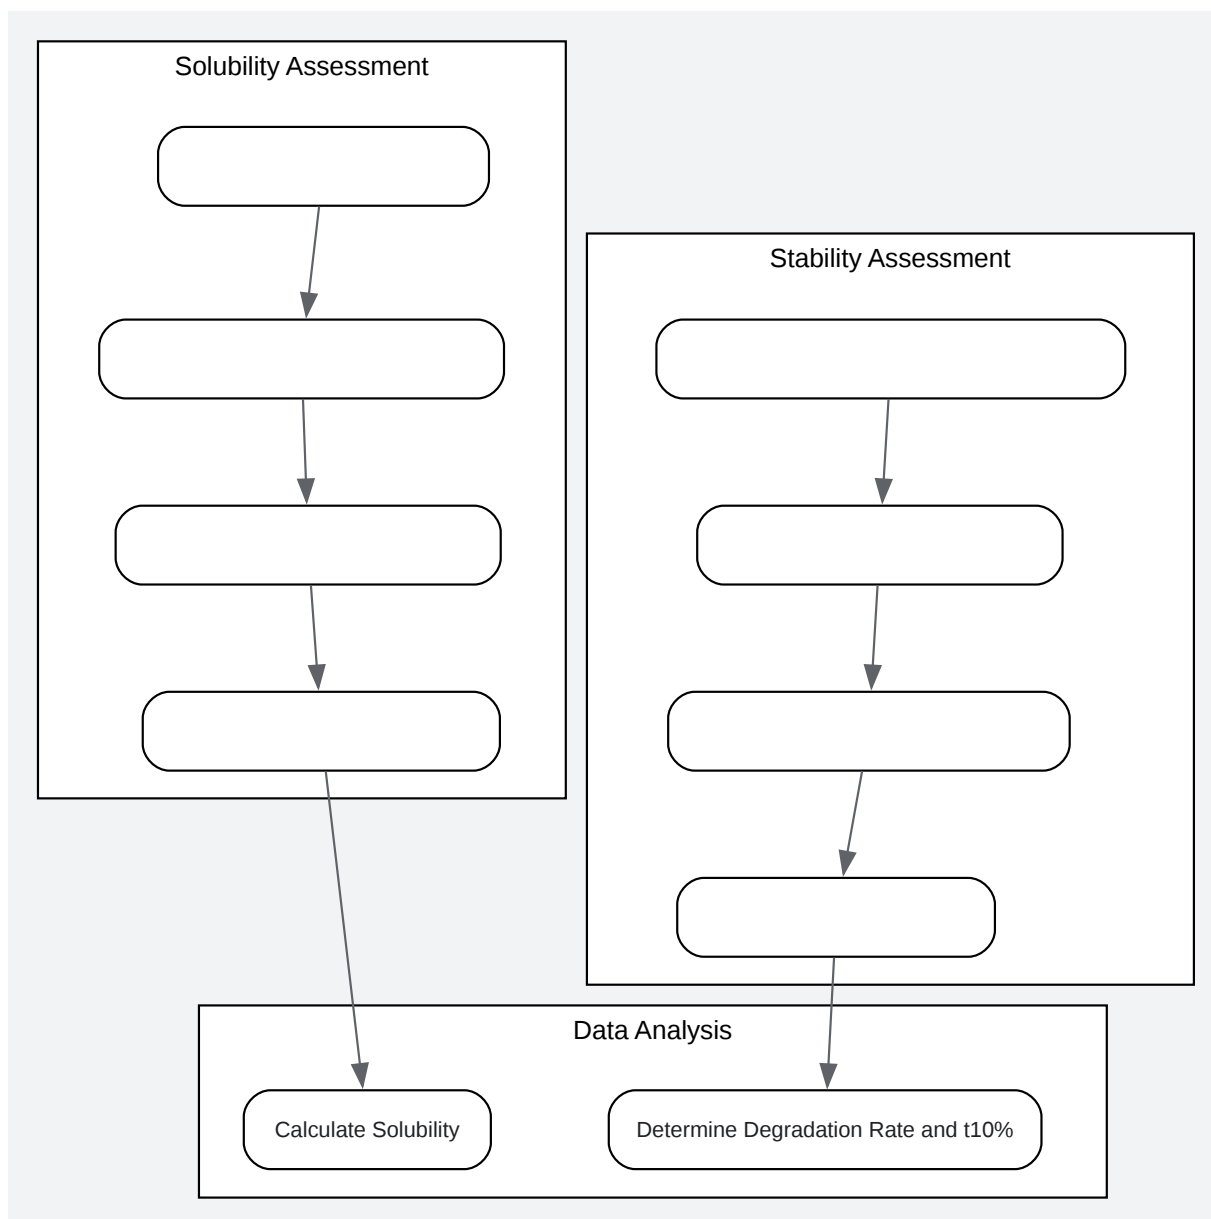 Solubility Assessment
Stability Assessment
Data Analysis
Calculate Solubility
Determine Degradation Rate and t10%